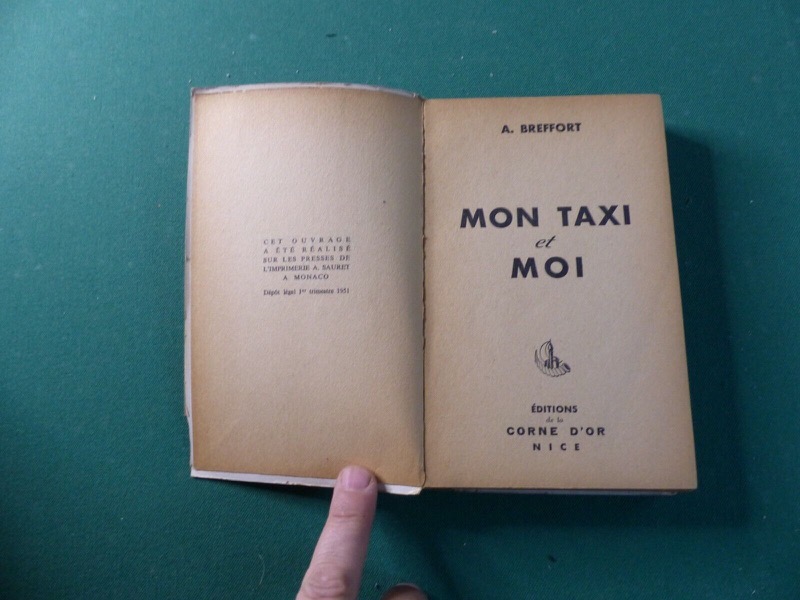 CET OUVRAGE
A ÉTÉ RÉALISÉ
SUR LES PRESSES DE
L'IMPRIMERIE A. SAURET
A MONACO
Dépôt légal 1er trimestre 1951
A. BREFFORT
MON TAXI
et
MOI
ÉDITIONS
de la
CORNE D'OR
NICE